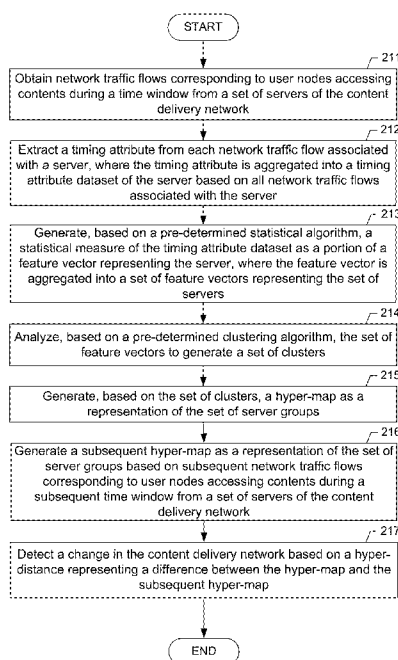 START
211
Obtain network traffic flows corresponding to user nodes accessing
contents during a time window from a set of servers of the content
delivery network
212
Extract a timing attribute from each network traffic flow associated
with a server, where the timing attribute is aggregated into a timing
attribute dataset of the server based on all network traffic flows
associated with the server
213
Generate, based on a pre-determined statistical algorithm, a
statistical measure of the timing attribute dataset as a portion of a
feature vector representing the server, where the feature vector is
aggregated into a set of feature vectors representing the set of
servers
214
Analyze, based on a pre-determined clustering algorithm, the set of
feature vectors to generate a set of clusters
215
Generate, based on the set of clusters, a hyper-map as a
representation of the set of server groups
216
Generate a subsequent hyper-map as a representation of the set of
server groups based on subsequent network traffic flows
corresponding to user nodes accessing contents during a
subsequent time window from a set of servers of the content
delivery network
217
Detect a change in the content delivery network based on a hyper-
distance representing a difference between the hyper-map and the
subsequent hyper-map
END